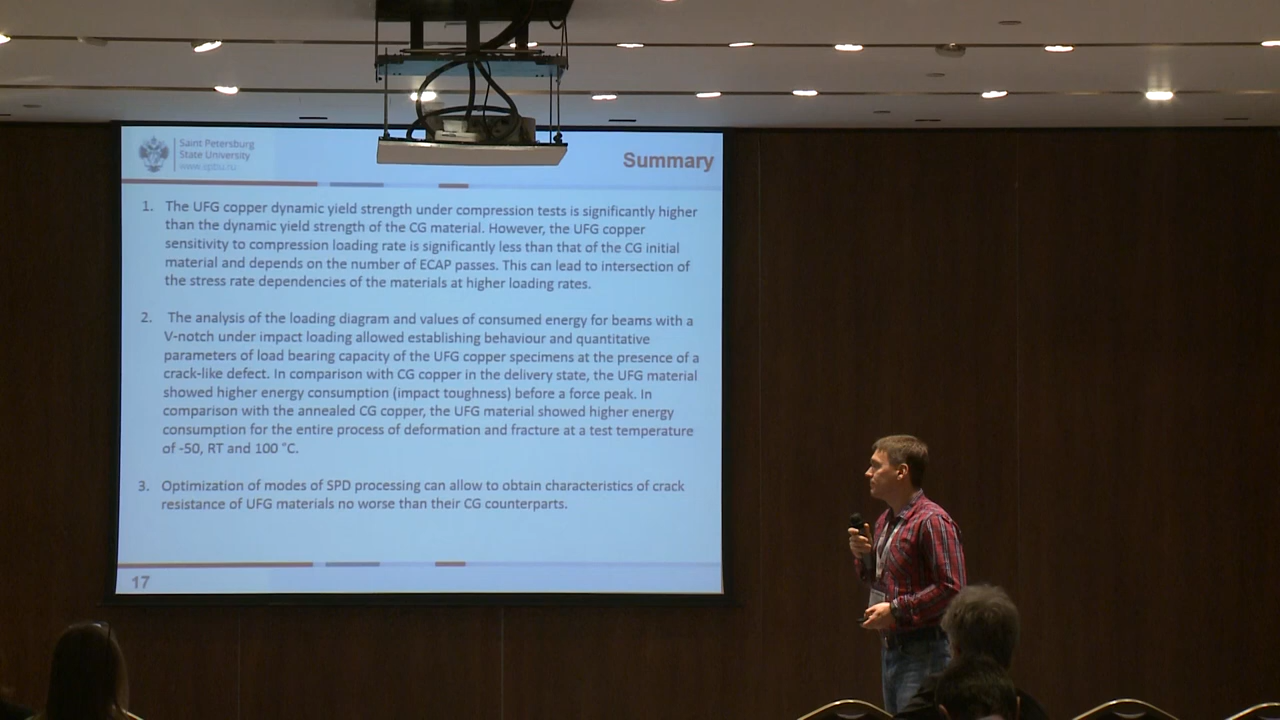 Saint Petersburg
State University
www.spbu.ru
Summary
1. The UFG copper dynamic yield strength under compression tests is significantly higher
than the dynamic yield strength of the CG material. However, the UFG copper
sensitivity to compression loading rate is significantly less than that of the CG initial
material and depends on the number of ECAP passes. This can lead to intersection of
the stress rate dependencies of the materials at higher loading rates.
2. The analysis of the loading diagram and values of consumed energy for beams with a
V-notch under impact loading allowed establishing behaviour and quantitative
parameters of load bearing capacity of the UFG copper specimens at the presence of a
crack-like defect. In comparison with CG copper in the delivery state, the UFG material
showed higher energy consumption (impact toughness) before a force peak. In
comparison with the annealed CG copper, the UFG material showed higher energy
consumption for the entire process of deformation and fracture at a test temperature
of -50, RT and 100 °C.
3. Optimization of modes of SPD processing can allow to obtain characteristics of crack
resistance of UFG materials no worse than their CG counterparts.
17